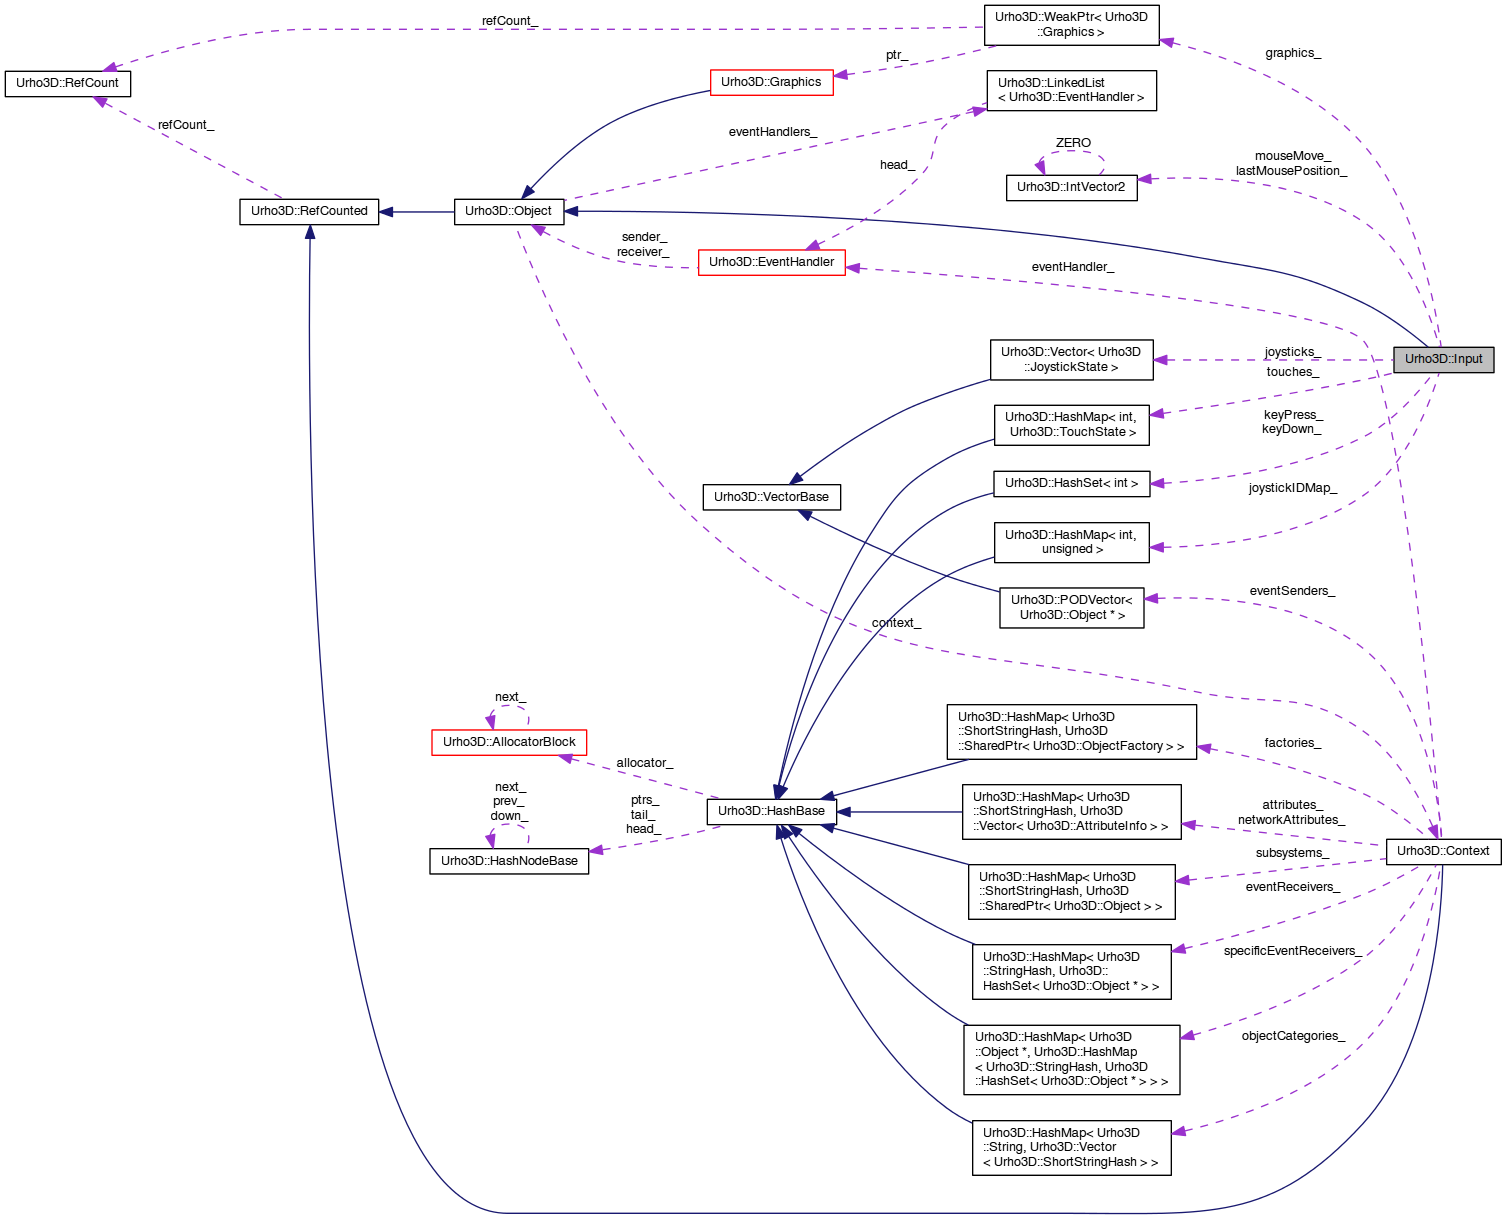 refCount_
Urho3D::WeakPtr< Urho3D
::Graphics >
graphics_
ptr_
Urho3D::RefCount
Urho3D::Graphics
Urho3D::LinkedList
< Urho3D::EventHandler >
refCount_
eventHandlers_
ZERO
mouseMove_
lastMousePosition_
head_
Urho3D::IntVector2
Urho3D::RefCounted
Urho3D::Object
sender_
receiver_
Urho3D::EventHandler
eventHandler_
Urho3D::Vector< Urho3D
::JoystickState >
joysticks_
Urho3D::Input
touches_
Urho3D::HashMap< int,
Urho3D::TouchState >
keyPress_
keyDown_
Urho3D::HashSet< int >
joystickIDMap_
Urho3D::VectorBase
Urho3D::HashMap< int,
unsigned >
Urho3D::PODVector<
Urho3D::Object * >
eventSenders_
context_
next_
Urho3D::AllocatorBlock
Urho3D::HashMap< Urho3D
::ShortStringHash, Urho3D
::SharedPtr< Urho3D::ObjectFactory > >
factories_
allocator_
next_
prev_
down_
ptrs_
tail_
head_
Urho3D::HashBase
Urho3D::HashMap< Urho3D
::ShortStringHash, Urho3D
::Vector< Urho3D::AttributeInfo > >
attributes_
networkAttributes_
Urho3D::HashNodeBase
subsystems_
Urho3D::Context
Urho3D::HashMap< Urho3D
::ShortStringHash, Urho3D
::SharedPtr< Urho3D::Object > >
eventReceivers_
Urho3D::HashMap< Urho3D
::StringHash, Urho3D::
HashSet< Urho3D::Object * > >
specificEventReceivers_
Urho3D::HashMap< Urho3D
::Object *, Urho3D::HashMap
< Urho3D::StringHash, Urho3D
::HashSet< Urho3D::Object * > > >
objectCategories_
Urho3D::HashMap< Urho3D
::String, Urho3D::Vector
< Urho3D::ShortStringHash > >